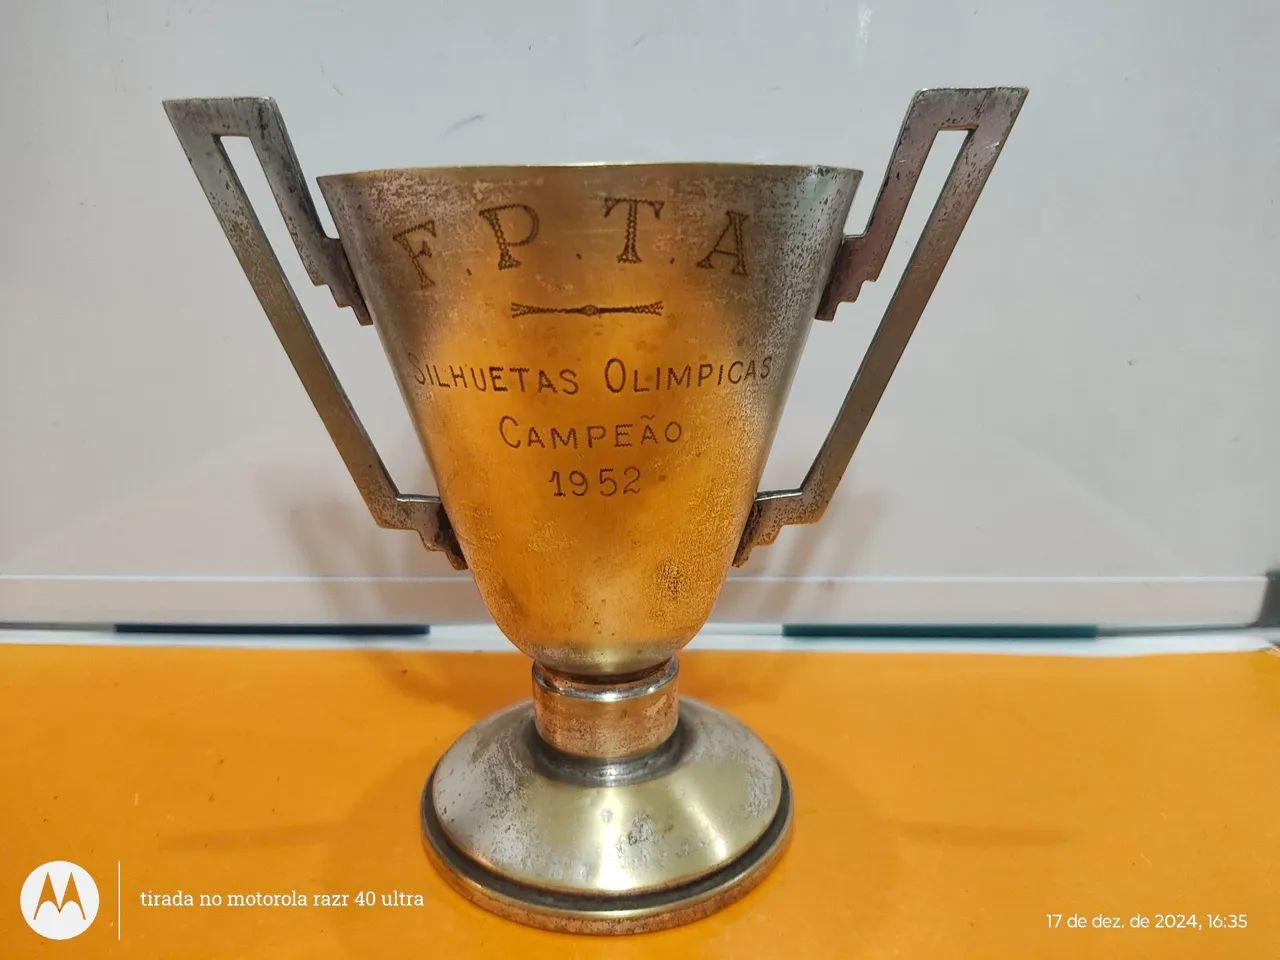 F.P.T.A
SILHUETAS OLIMPICAS
CAMPEÃO
1952
tirada no motorola razr 40 ultra
17 de dez. de 2024, 16:35